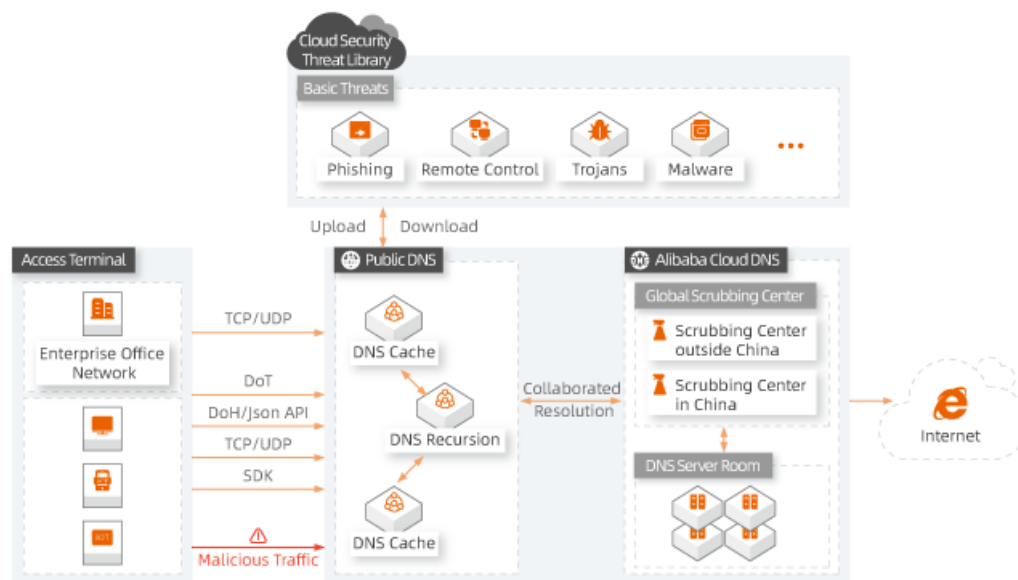 Cloud Security
Threat Library
Basic Threats
Phishing
Remote Control
Trojans
Malware
Upload
Download
Access Terminal
Enterprise Office
Network
TCP/UDP
DoT
DoH/Json API
TCP/UDP
SDK
Malicious Traffic
Public DNS
DNS Cache
DNS Recursion
DNS Cache
Collaborated
Resolution
Alibaba Cloud DNS
Global Scrubbing Center
Scrubbing Center
outside China
Scrubbing Center
in China
DNS Server Room
Internet